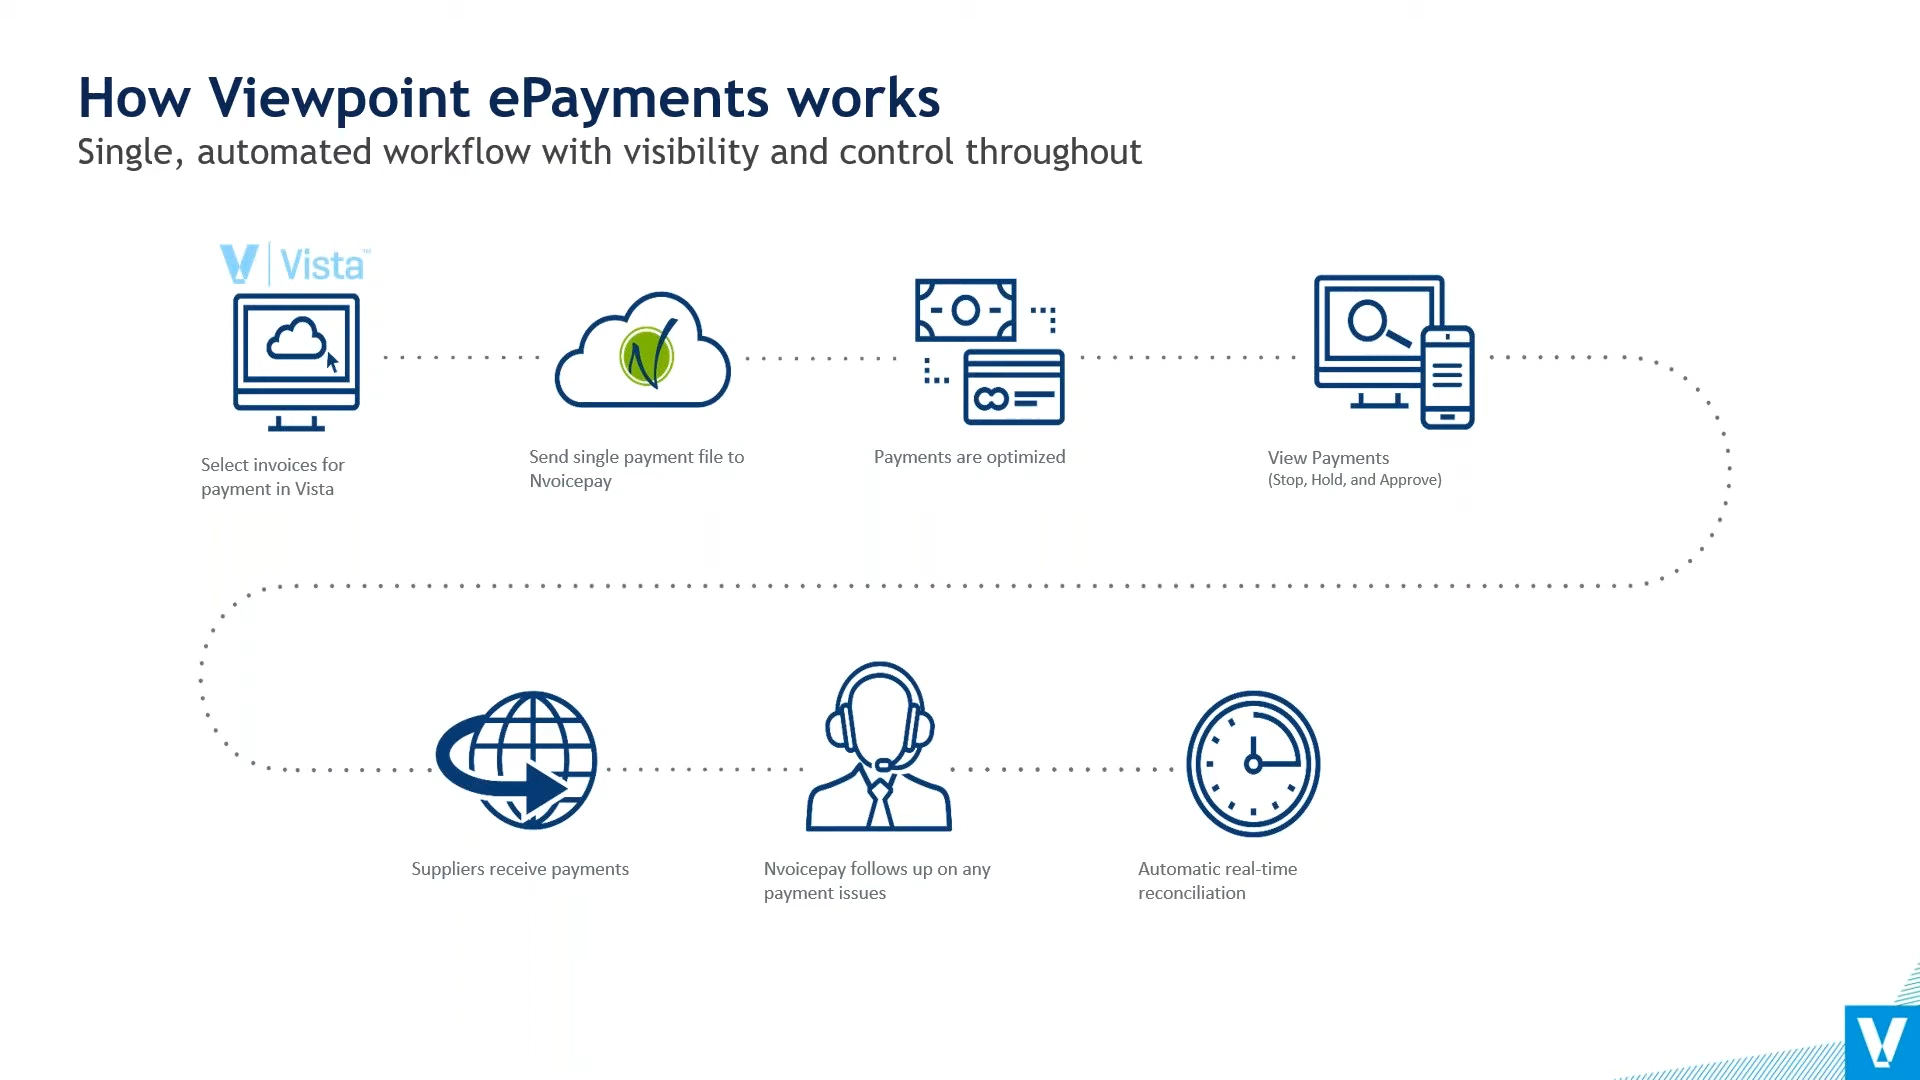 How Viewpoint ePayments works
Single, automated workflow with visibility and control throughout
Vista™
Select invoices for
payment in Vista
Send single payment file to
Nvoicepay
Payments are optimized
View Payments
(Stop, Hold, and Approve)
Suppliers receive payments
Nvoicepay follows up on any
payment issues
Automatic real-time
reconciliation